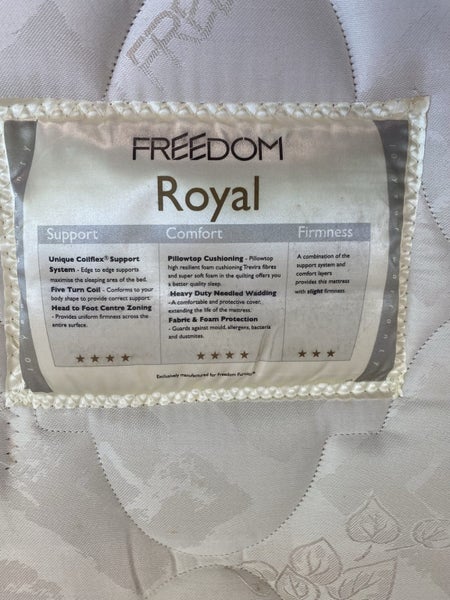 FREEDOM
Royal
Support
Unique Coilflex® Support
System - Edge to edge supports
maximise the sleeping area of the bed.
Five Turn Coil - Conforms to your
body shape to provide correct support
Head to Foot Centre Zoning
- Provides uniform firmness across the
entire surface.
★ ★ ★ ★
Comfort
Pillowtop Cushioning - Pillowtop
high resilient foam cushioning Trevira fibres
and super soft foam in the quilting offers you
a better quality sleep.
Heavy Duty Needled Wadding
- A comfortable and protective cover,
extending the life of the mattress.
Fabric & Foam Protection
- Guards against mould, allergens, bacteria
and dustmites.
★ ★ ★ ★
Firmness
A combination of the
support system and
comfort layers
provides this mattress
with slight firmness.
★ ★ ★
Exclusively manufactured for Freedom